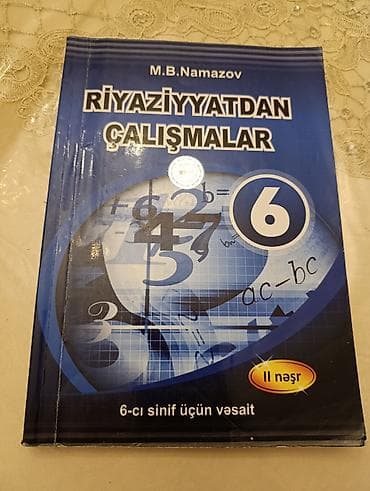 M.B.Namazov
RİYAZİYYATDAN
ÇALIŞMALAR
6
ac-bc
II nəşr
6-cı sinif üçün vəsait